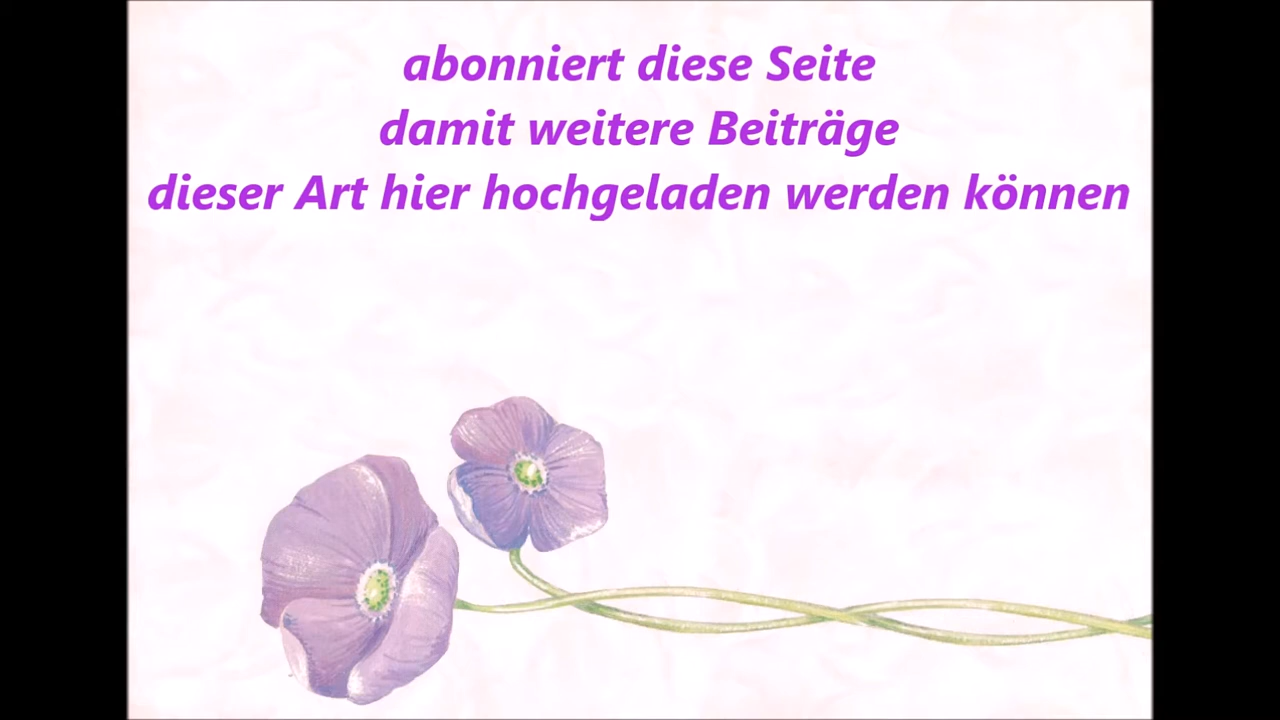 abonniert diese Seite
damit weitere Beiträge
dieser Art hier hochgeladen werden können